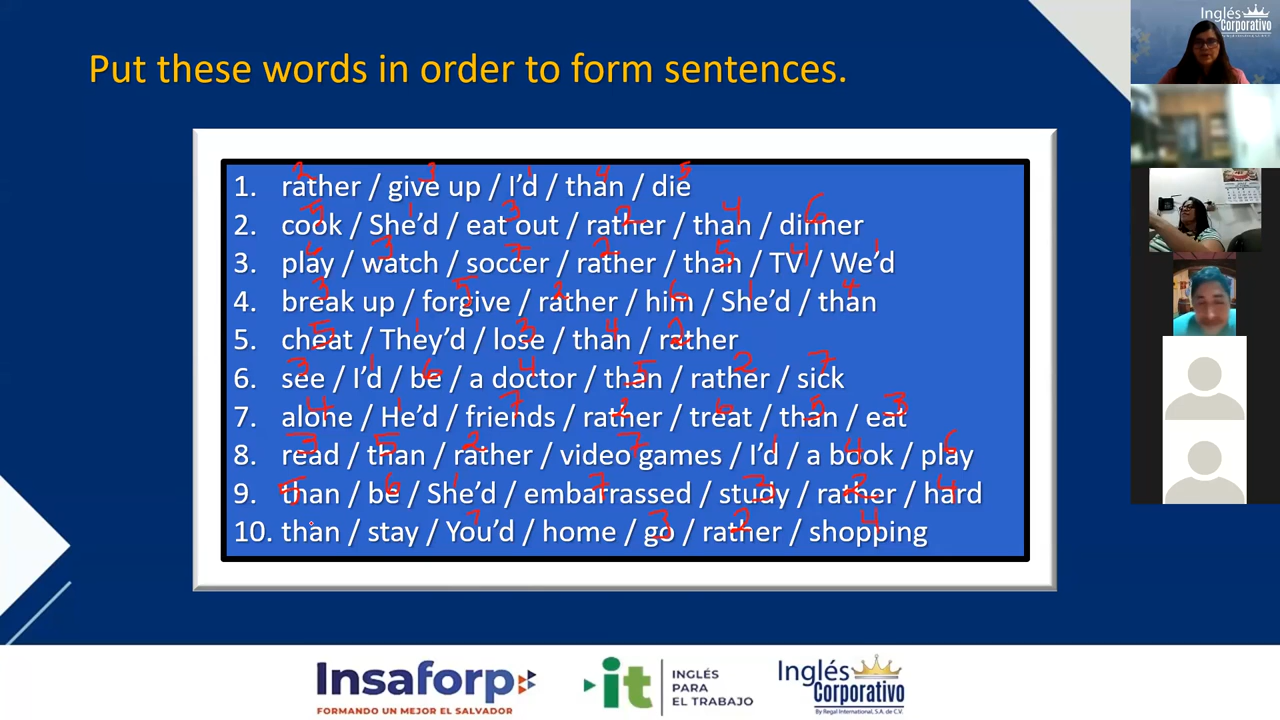 Put these words in order to form sentences.
1. rather / give up / I'd / than / die
2. cook / She'd / eat out / rather / than / dinner
3. play / watch / soccer / rather / than / TV / We'd
4. break up / forgive / rather / him / She'd / than
5. cheat / They'd / lose / than / rather
6. see / I'd / be / a doctor / than / rather / sick
7. alone / He'd / friends / rather / treat / than / eat
8. read / than / rather / video games / I'd / a book / play
9. than / be / She'd / embarrassed / study / rather / hard
10. than / stay / You'd / home / go / rather / shopping
Inglés
Corporativo
Insaforp
FORMANDO UN MEJOR EL SALVADOR
it
INGLÉS
PARA
EL TRABAJO
Inglés
Corporativo
By Regal International, S.A. de C.V.